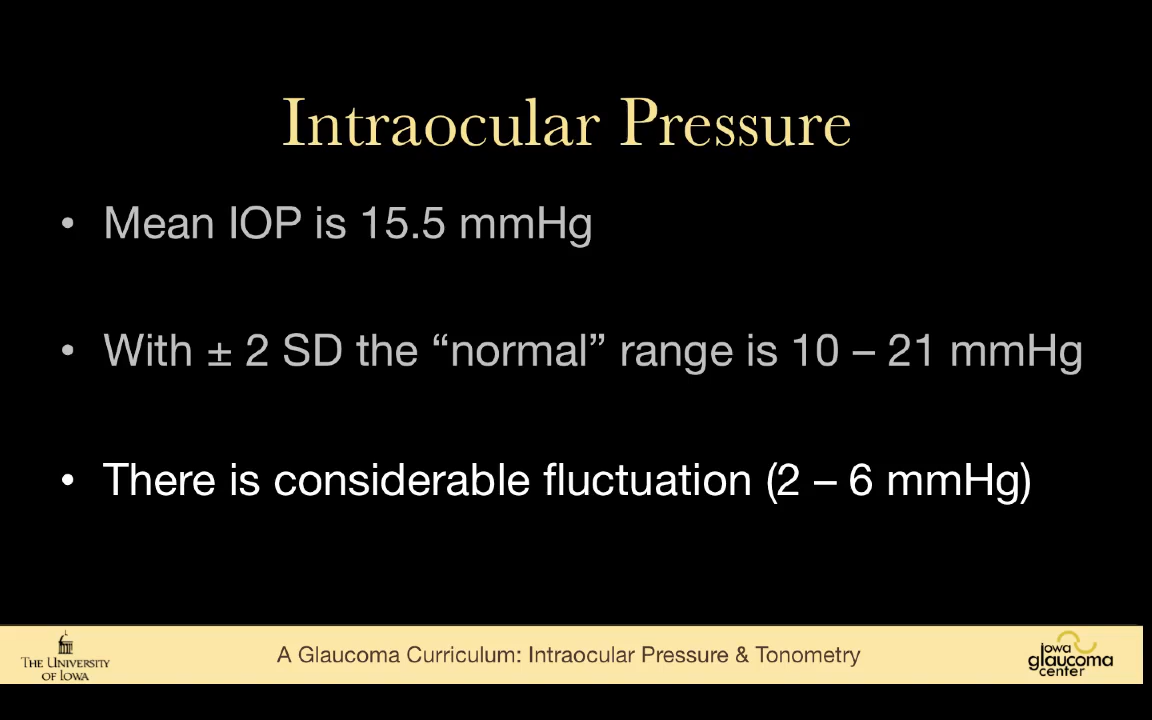 Intraocular Pressure
• Mean IOP is 15.5 mmHg
• With ± 2 SD the “normal” range is 10 – 21 mmHg
• There is considerable fluctuation (2 – 6 mmHg)
THE UNIVERSITY
OF IOWA
A Glaucoma Curriculum: Intraocular Pressure & Tonometry
iowa
glaucoma
center